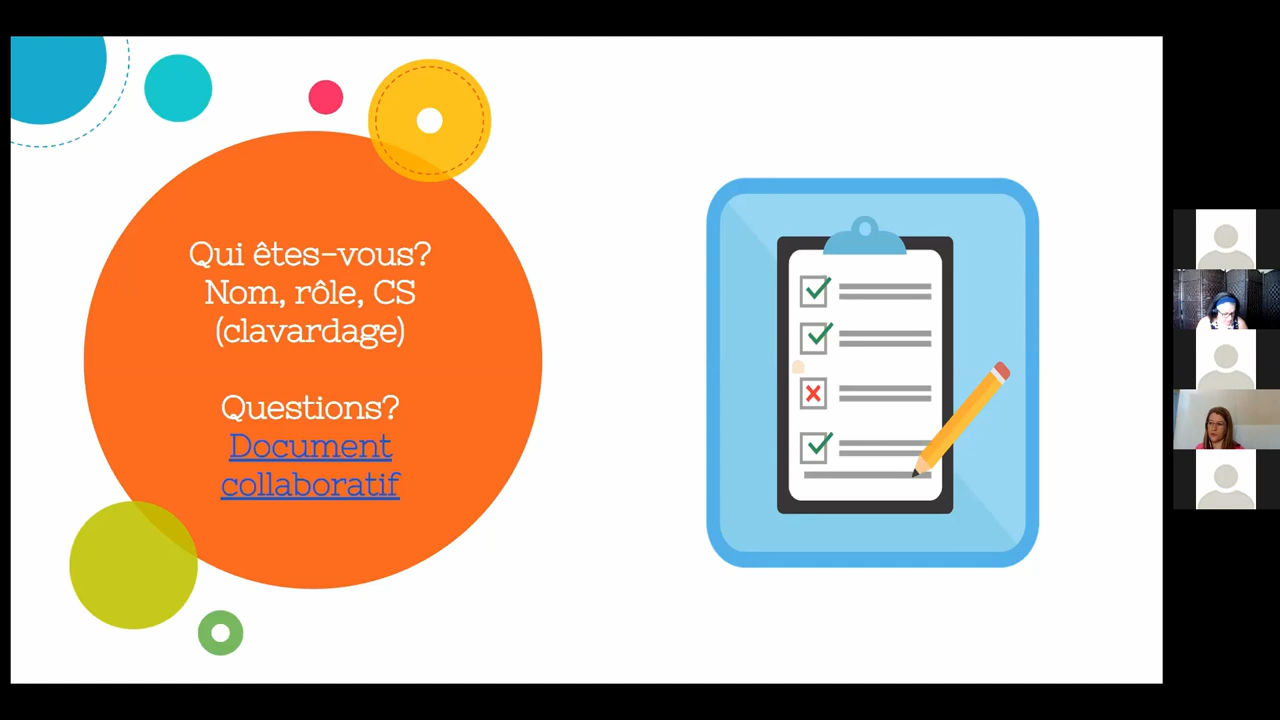 Qui êtes-vous?
Nom, rôle, CS
(clavardage)
Questions?
Document
collaboratif